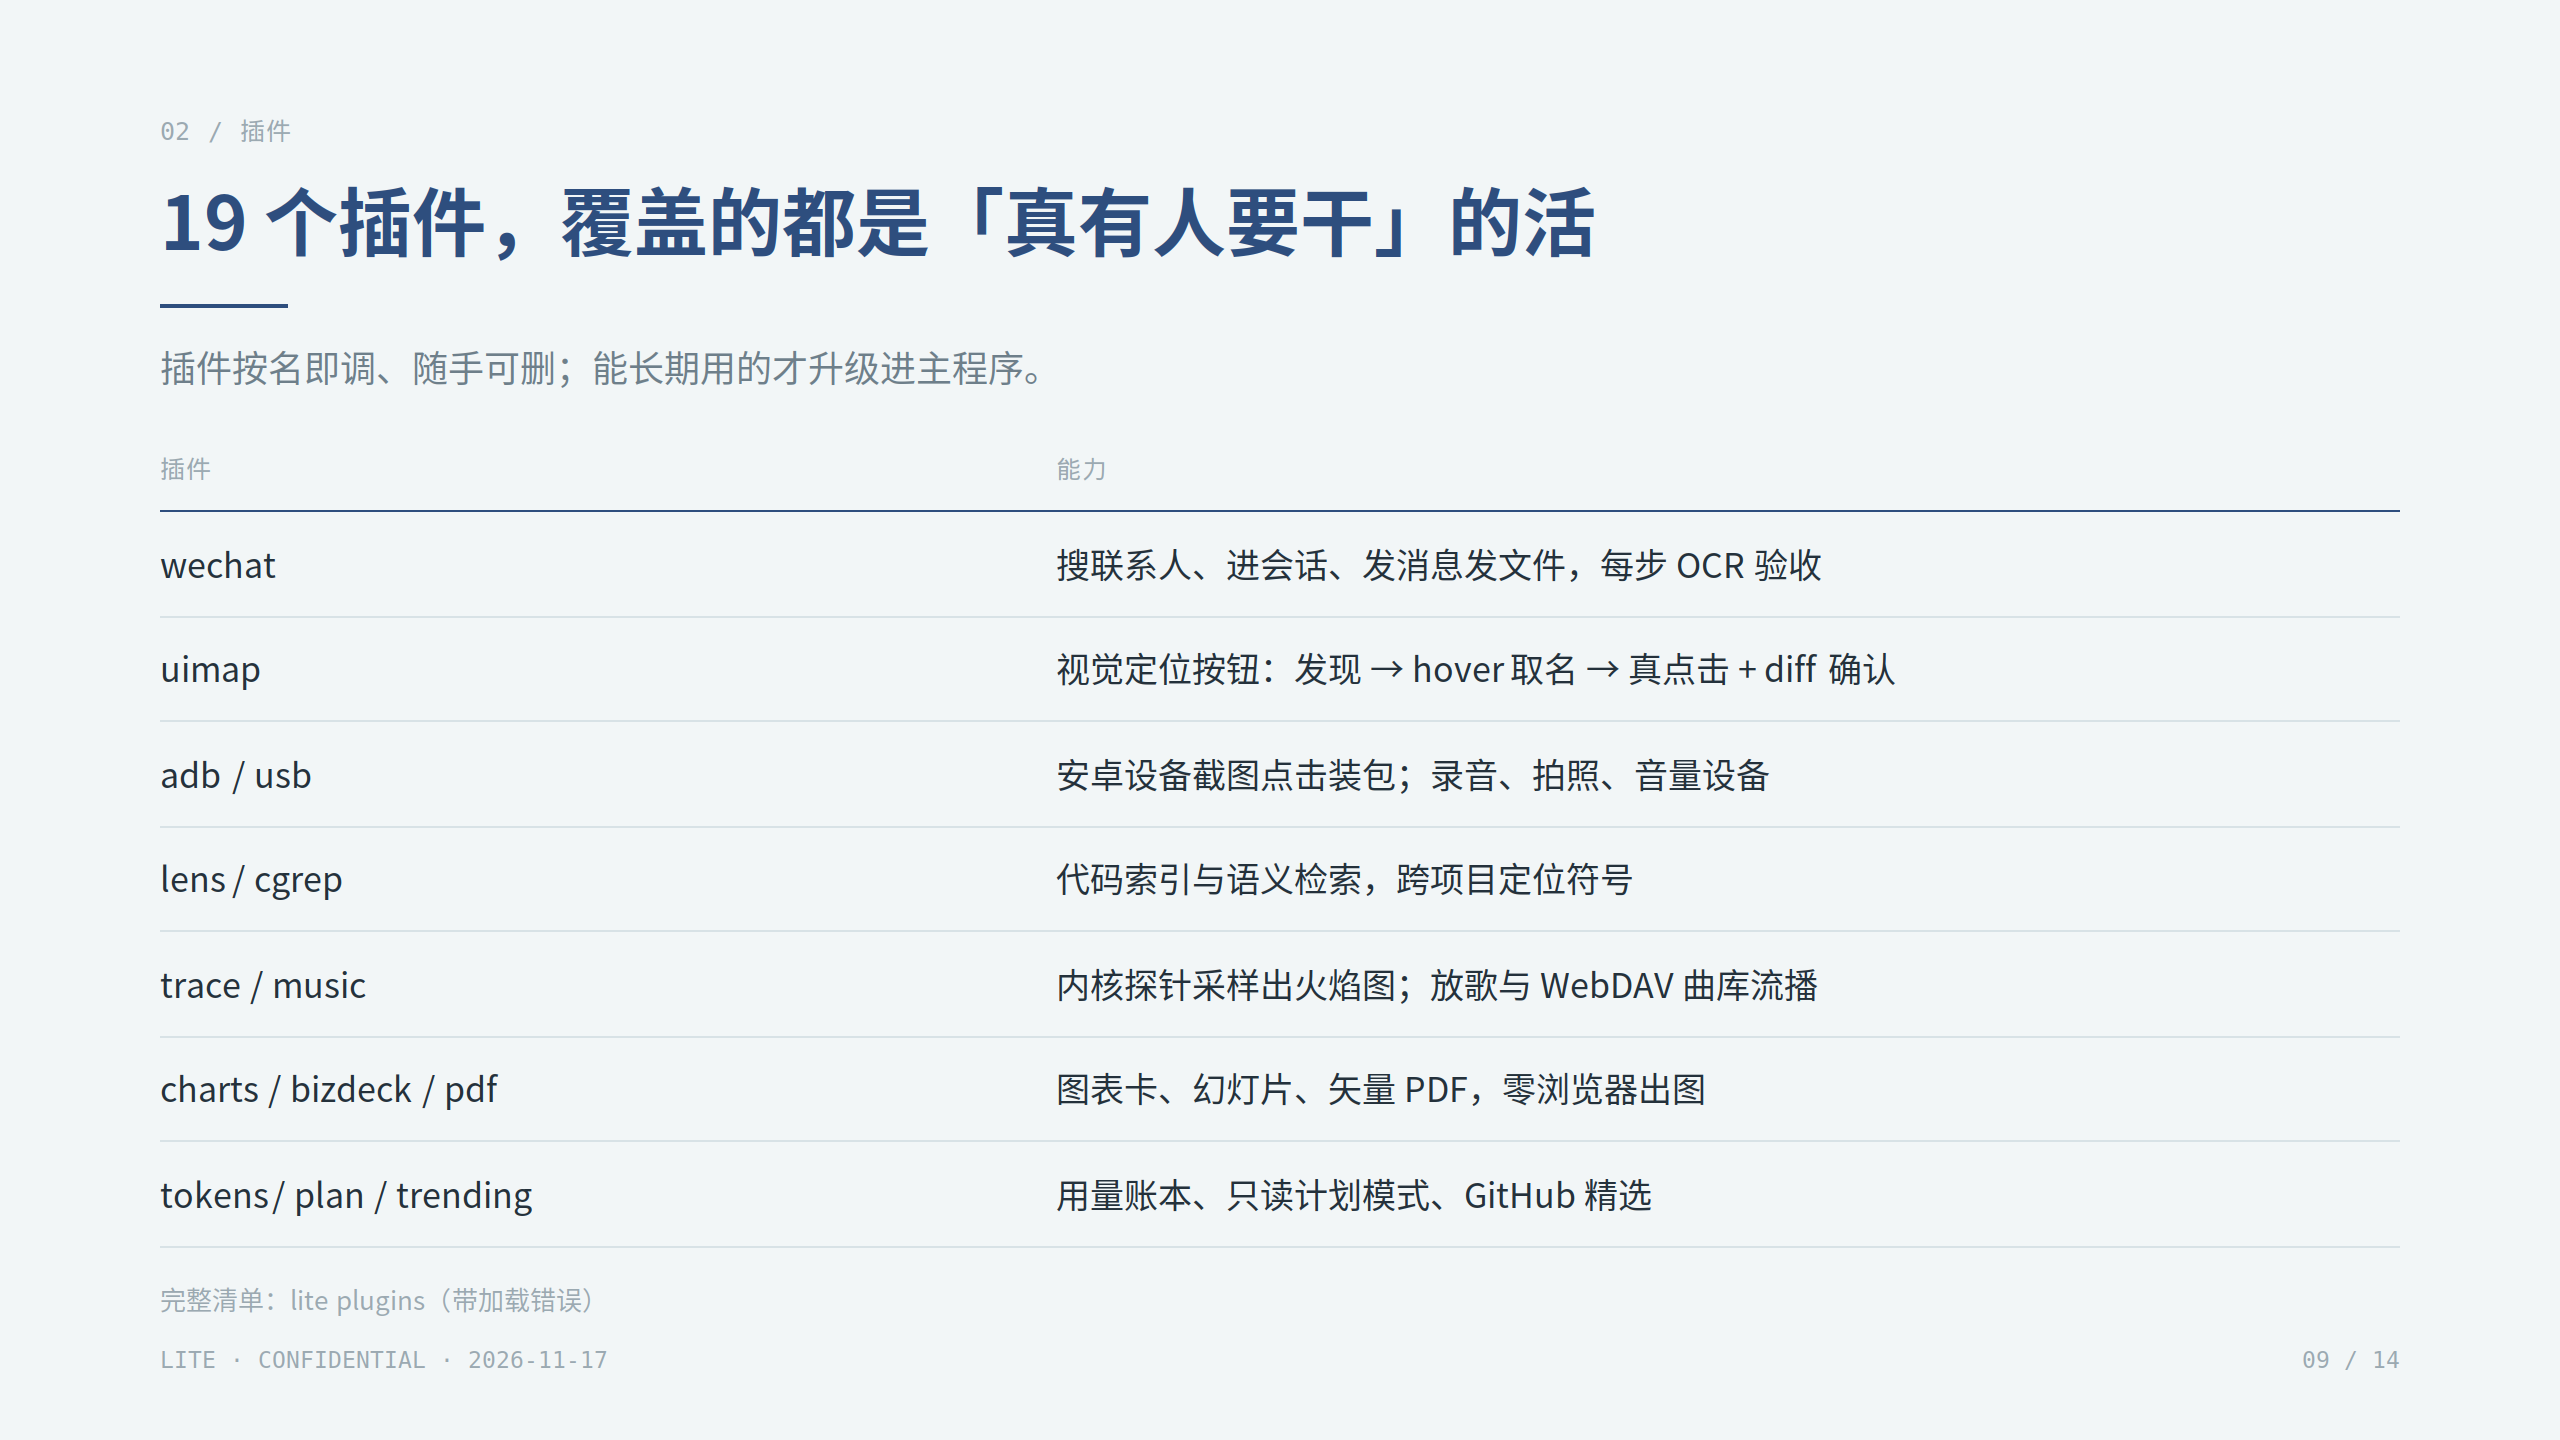 02 / 插件
19 个插件，覆盖的都是「真有人要干」的活
插件按名即调、随手可删；能长期用的才升级进主程序。
插件 能力
wechat 搜联系人、进会话、发消息发文件，每步 OCR 验收
uimap 视觉定位按钮：发现 → hover 取名 → 真点击 + diff 确认
adb / usb 安卓设备截图点击装包；录音、拍照、音量设备
lens / cgrep 代码索引与语义检索，跨项目定位符号
trace / music 内核探针采样出火焰图；放歌与 WebDAV 曲库流播
charts / bizdeck / pdf 图表卡、幻灯片、矢量 PDF，零浏览器出图
tokens / plan / trending 用量账本、只读计划模式、GitHub 精选
完整清单：lite plugins（带加载错误）
LITE · CONFIDENTIAL · 2026-11-17 09 / 14